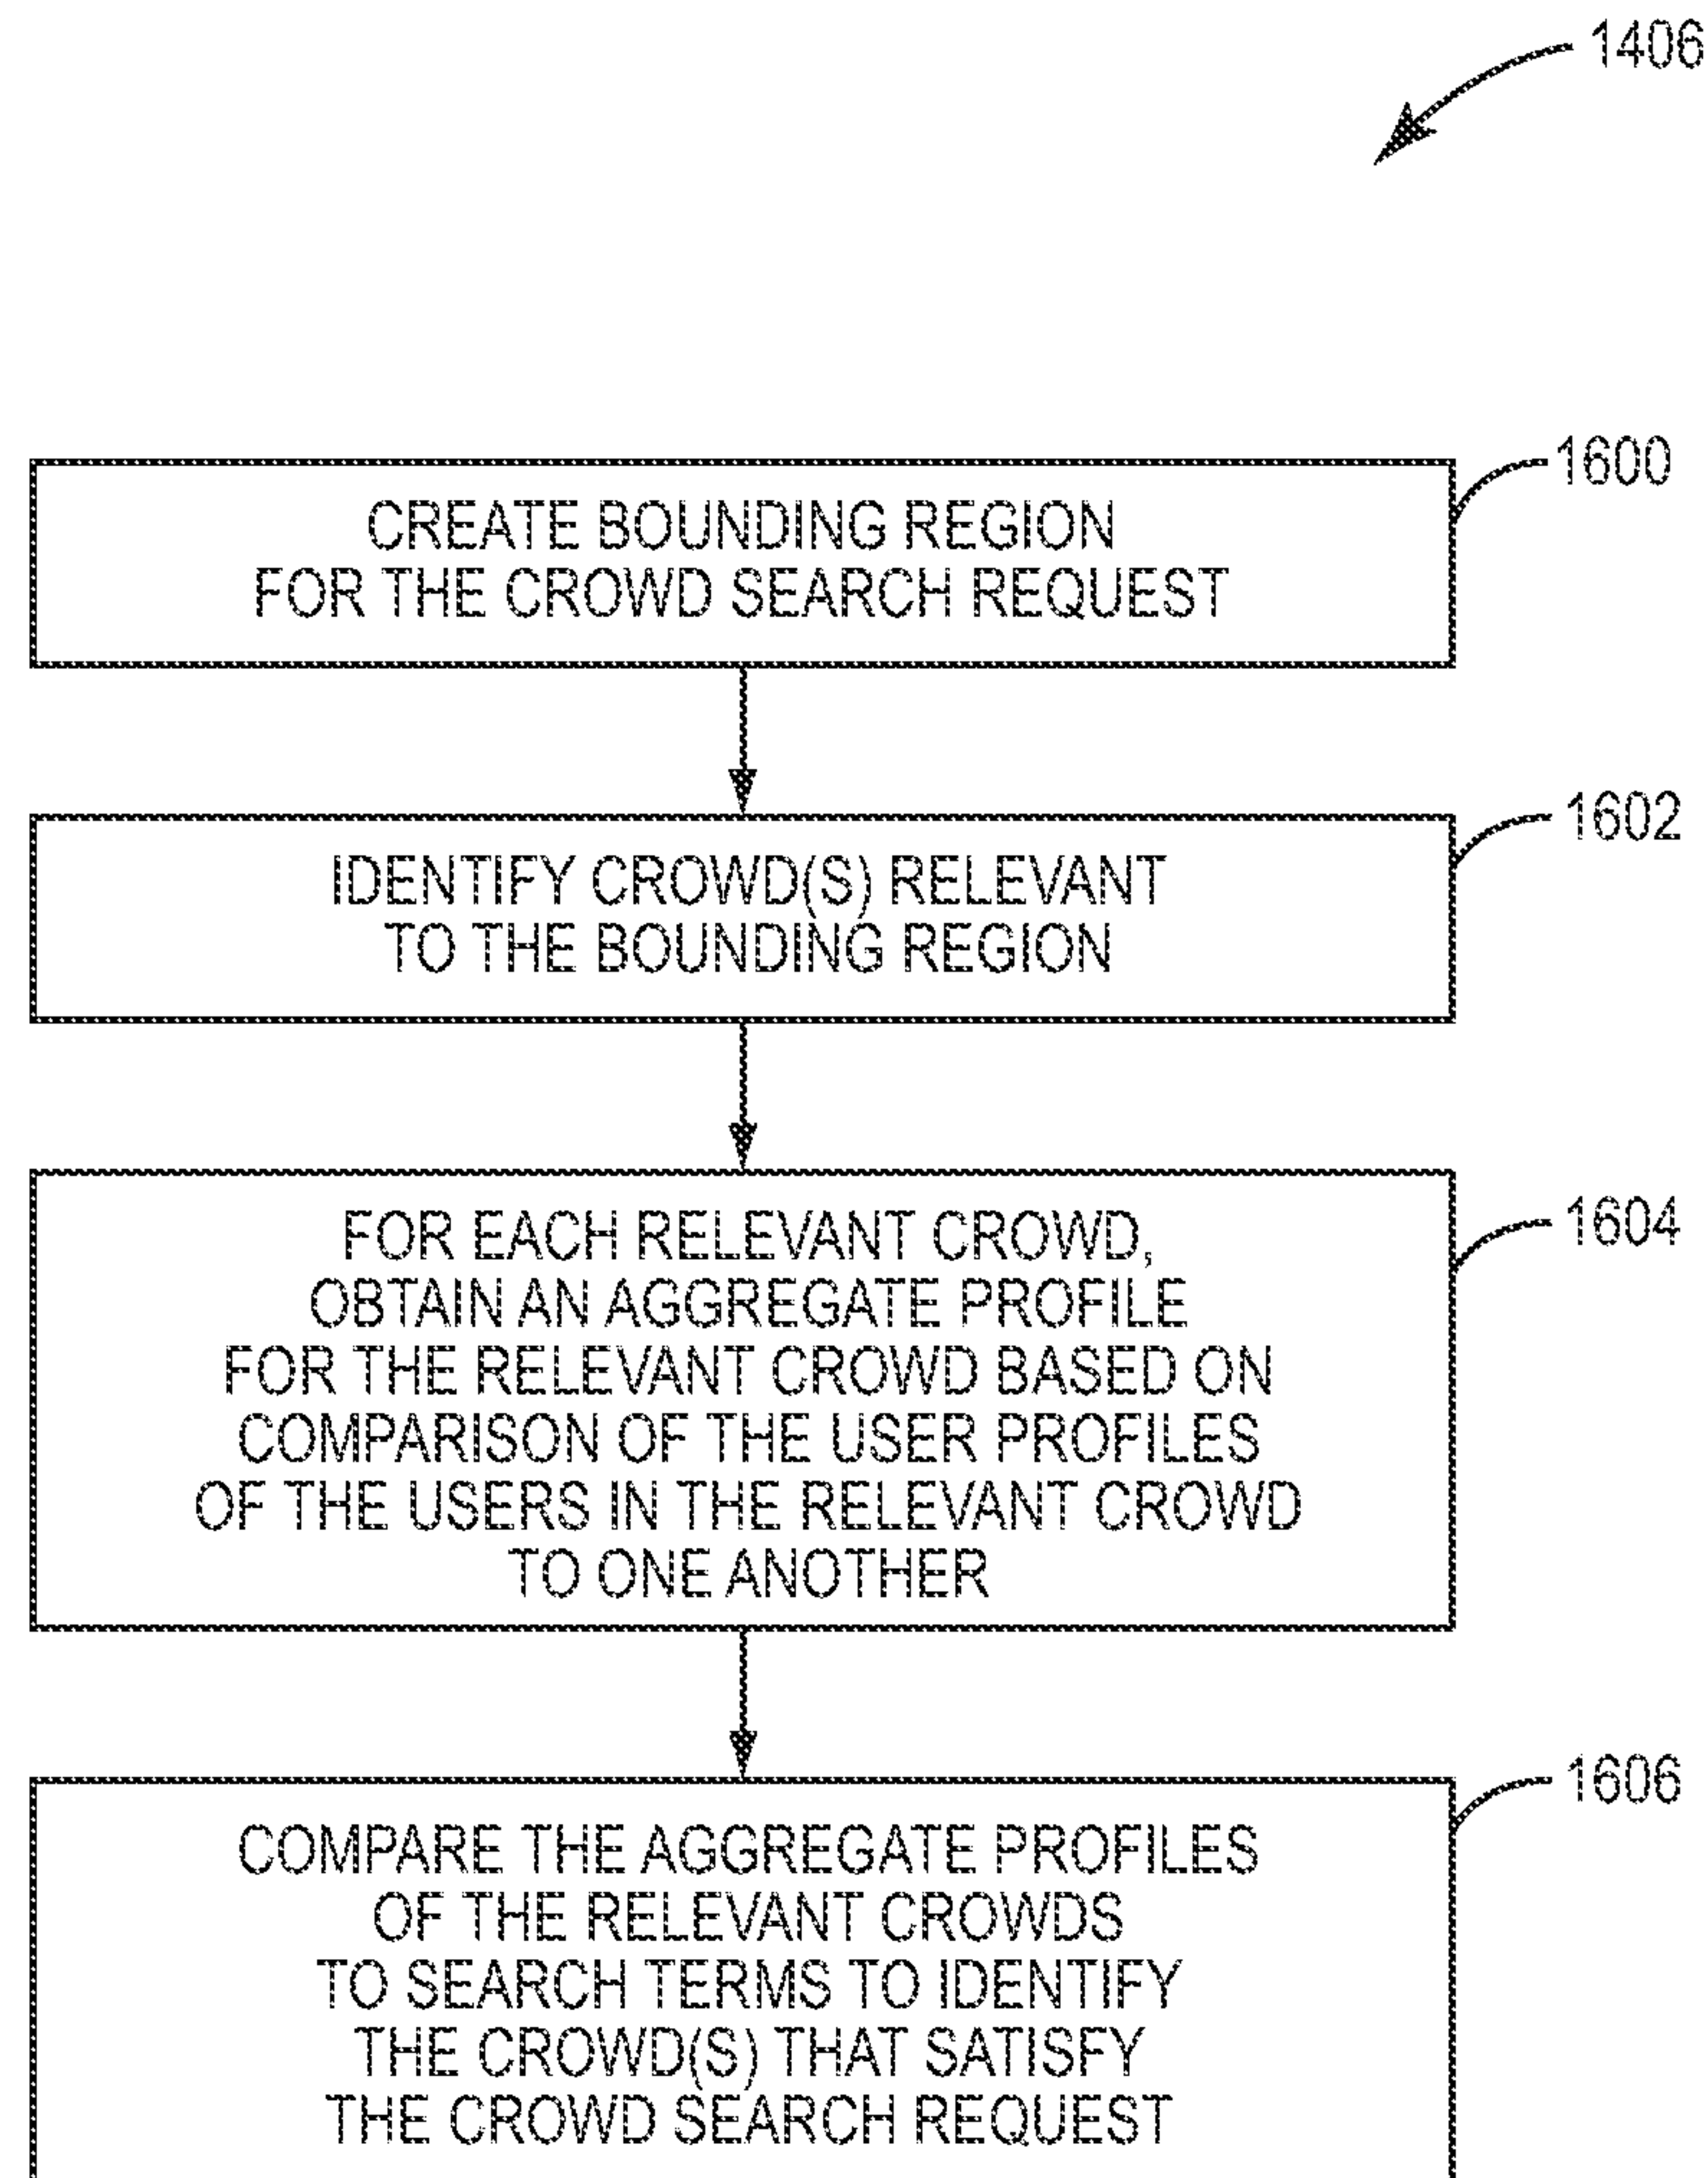 1406
1600
CREATE BOUNDING REGION
FOR THE CROWD SEARCH REQUEST
1602
IDENTIFY CROWD(S) RELEVANT
TO THE BOUNDING REGION
1604
FOR EACH RELEVANT CROWD,
OBTAIN AN AGGREGATE PROFILE
FOR THE RELEVANT CROWD BASED ON
COMPARISON OF THE USER PROFILES
OF THE USERS IN THE RELEVANT CROWD
TO ONE ANOTHER
1606
COMPARE THE AGGREGATE PROFILES
OF THE RELEVANT CROWDS
TO SEARCH TERMS TO IDENTIFY
THE CROWD(S) THAT SATISFY
THE CROWD SEARCH REQUEST